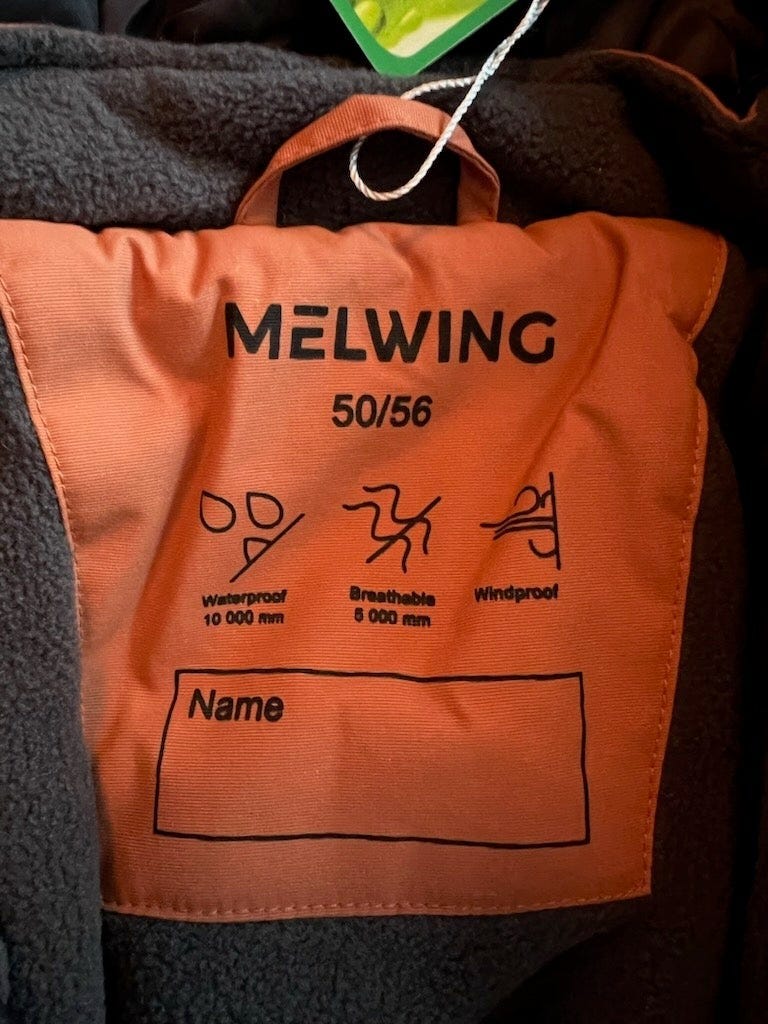 MELWING
50/56
Waterproof
10 000 mm
Breathable
5 000 mm
Windproof
Name